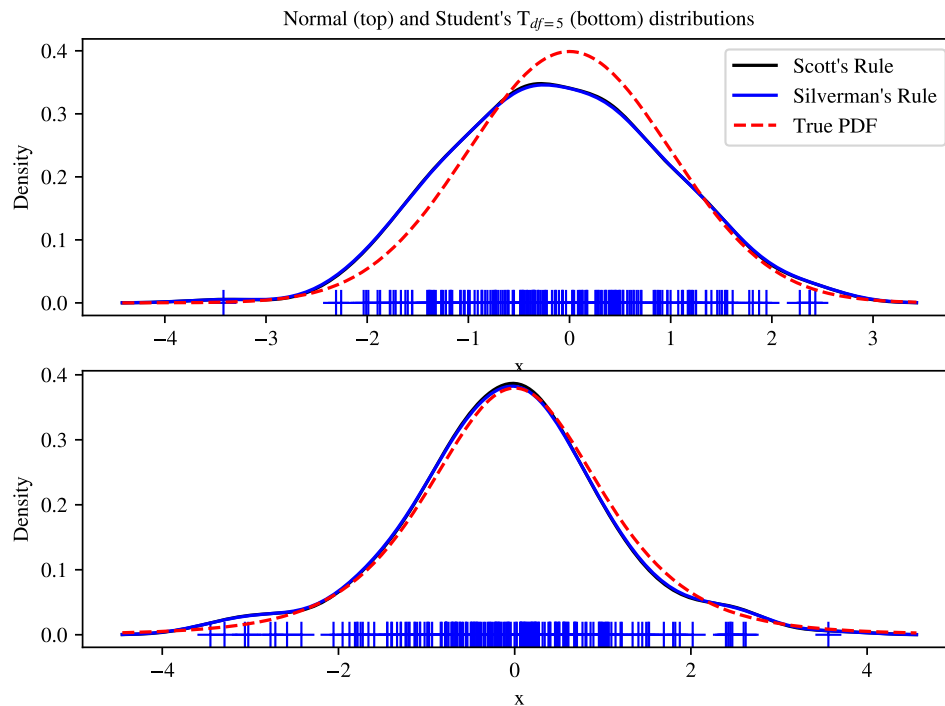 Normal (top) and Student's T_{df=5} (bottom) distributions
Density
0.4
0.3
0.2
0.1
0.0
Scott's Rule
Silverman's Rule
True PDF
−4 −3 −2 −1 0 1 2 3
x
Density
0.4
0.3
0.2
0.1
0.0
−4 −2 0 2 4
x